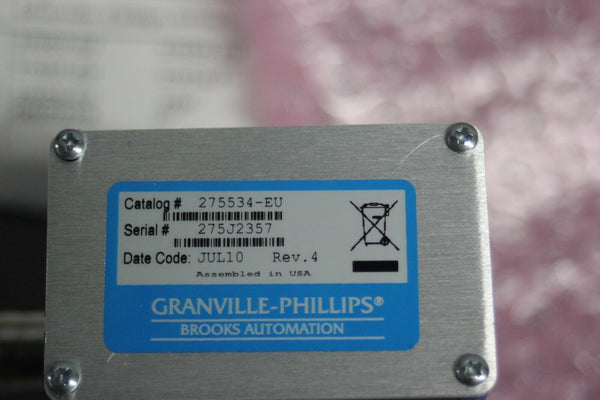 Catalog # 275534-EU
Serial # 275J2357
Date Code: JUL10 Rev.4
Assembled in USA
GRANVILLE-PHILLIPS®
BROOKS AUTOMATION